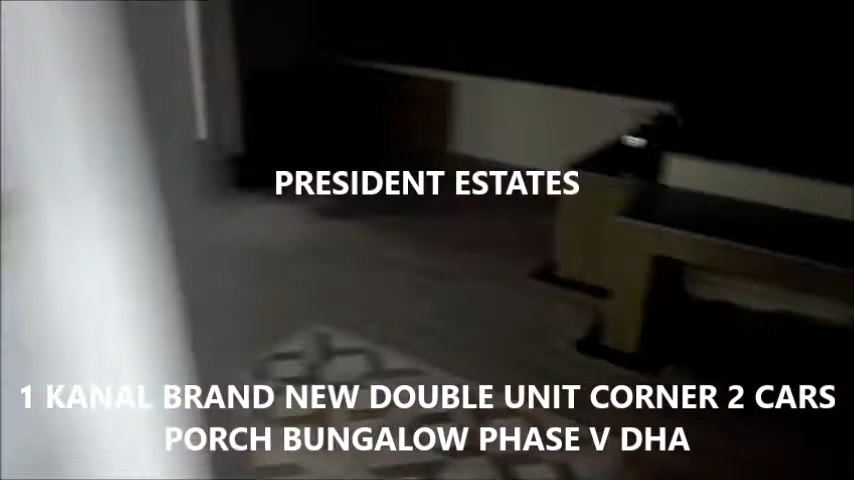 PRESIDENT ESTATES
1 KANAL BRAND NEW DOUBLE UNIT CORNER 2 CARS
PORCH BUNGALOW PHASE V DHA